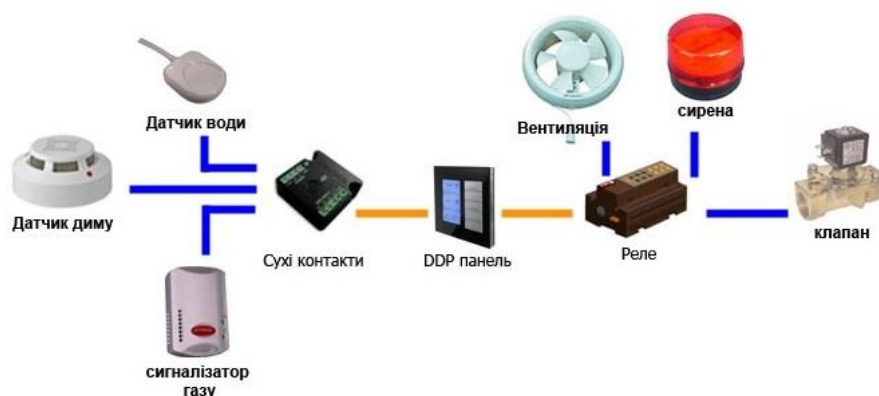 Датчик води
Вентиляція
сирена
Датчик диму
Сухі контакти
DDP панель
Реле
клапан
сигналізатор
газу